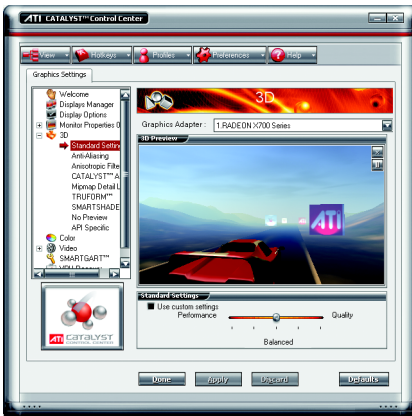 ATI CATALYST™ Control Center
View
Hotkeys
Profiles
Preferences
Help
Graphics Settings
Welcome
Displays Manager
Display Options
Monitor Properties 0
3D
Standard Settin
Anti-Aliasing
Anisotropic Filte
CATALYST™ A
Mipmap Detail L
TRUFORM™
SMARTSHADE
No Preview
API Specific
Color
Video
SMARTGART™
VPU Recover
ATI CATALYST
CONTROL CENTER
3D
Graphics Adapter :
1.RADEON X700 Series
3D Preview
ATI
Standard Settings
Use custom settings
Performance
Quality
Balanced
Done
Apply
Discard
Defaults